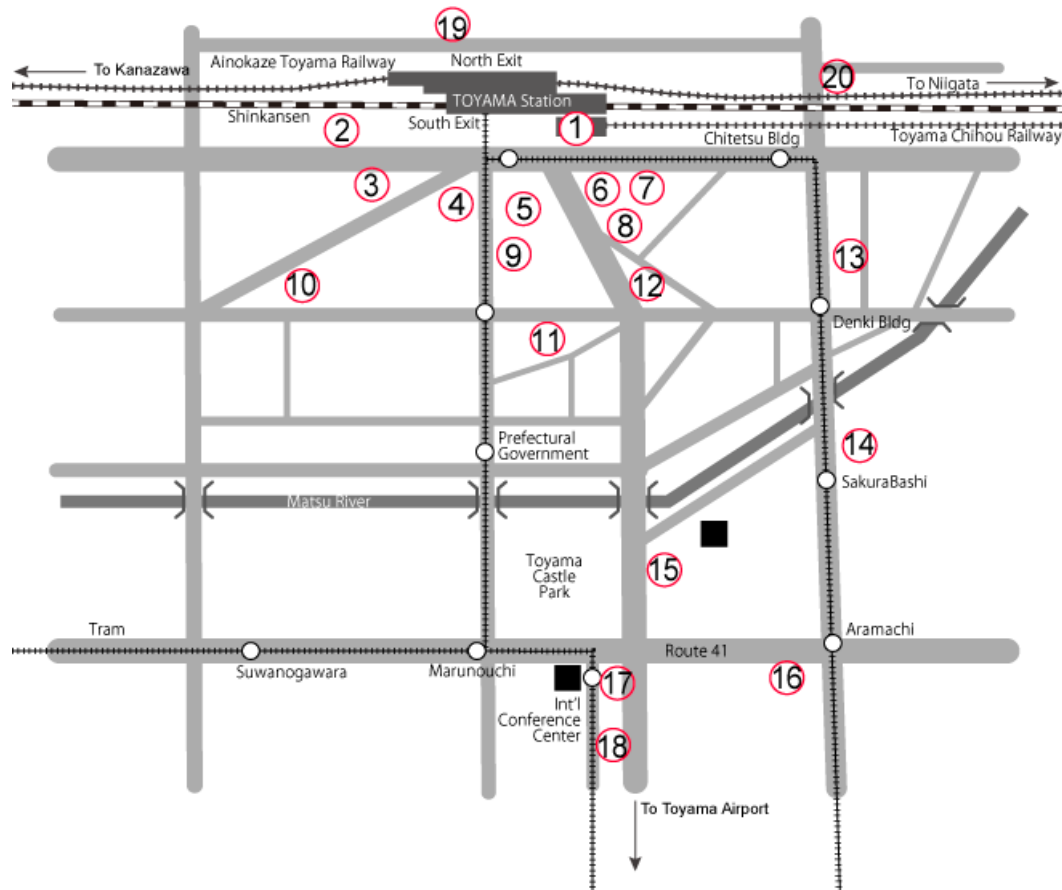 19
North Exit
Ainokaze Toyama Railway
To Kanazawa
20
To Niigata
TOYAMA Station
Shinkansen
South Exit
2
1
Chitetsu Bldg
Toyama Chihou Railway
3
4
5
6
7
8
9
10
12
13
Denki Bldg
11
Prefectural
Government
14
SakuraBashi
Matsu River
Toyama
Castle
Park
15
Tram
Suwanogawara
Marunouchi
Route 41
Aramachi
16
17
Int'l
Conference
Center
18
To Toyama Airport